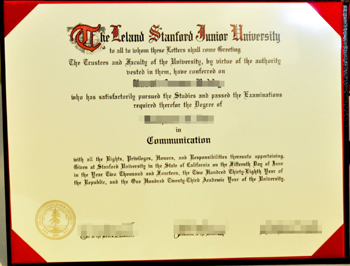 The Leland Stanford Junior University
to all to whom these Letters shall come Greeting
The Trustees and Faculty of the University, by virtue of the authority
vested in them, have conferred on
who has satisfactorily pursued the Studies and passed the Examinations
required therefor the Degree of
in
Communication
with all the Rights, Privileges, Honors, and Responsibilities thereunto appertaining.
Given at Stanford University in the State of California on the Fifteenth Day of June
in the Year Two Thousand and Fourteen, the Two Hundred Thirty-Eighth Year of
the Republic, and the One Hundred Twenty-Third Academic Year of the University.